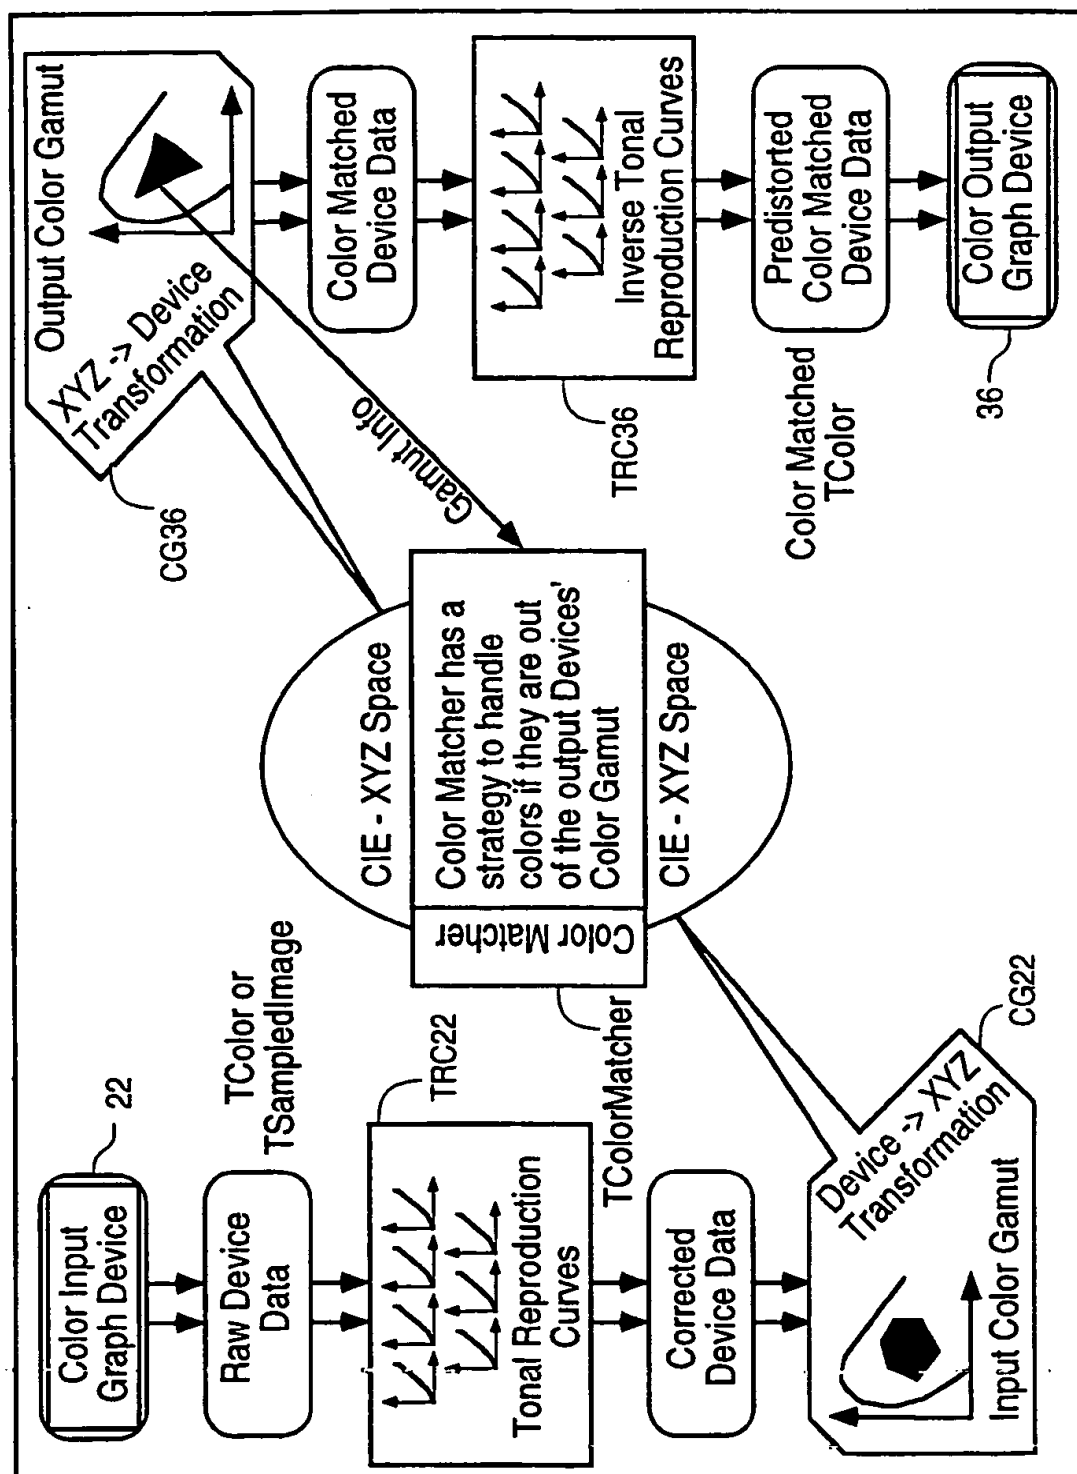 Color Input
Graph Device
22
Raw Device
Data
TColor or
TSampledImage
TRC22
Tonal Reproduction
Curves
Corrected
Device Data
Device -> XYZ
Transformation
Input Color Gamut
CG22
CIE - XYZ Space
Color Matcher
Color Matcher has a
strategy to handle
colors if they are out
of the output Devices'
Color Gamut
CIE - XYZ Space
TColorMatcher
Gamut Info
Output Color Gamut
XYZ -> Device
Transformation
CG36
Color Matched
Device Data
Inverse Tonal
Reproduction Curves
TRC36
Predistorted
Color Matched
Device Data
Color Matched
TColor
Color Output
Graph Device
36